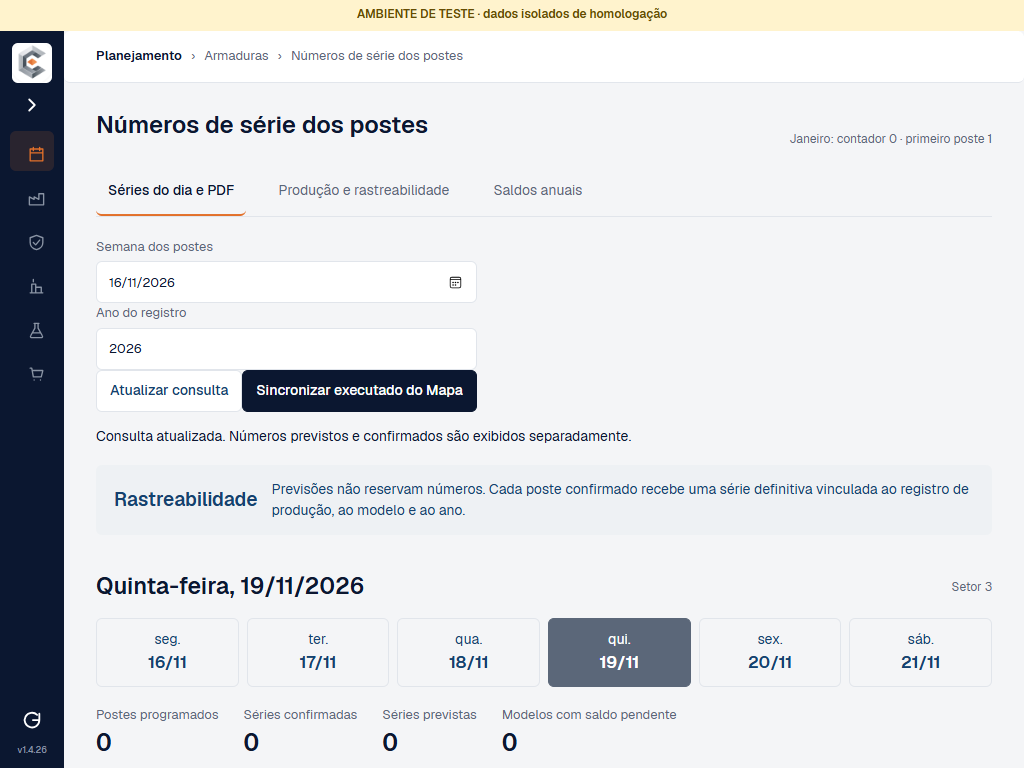 AMBIENTE DE TESTE · dados isolados de homologação
Planejamento › Armaduras › Números de série dos postes
Números de série dos postes
Janeiro: contador 0 · primeiro poste 1
Séries do dia e PDF
Produção e rastreabilidade
Saldos anuais
Semana dos postes
16/11/2026
Ano do registro
2026
Atualizar consulta
Sincronizar executado do Mapa
Consulta atualizada. Números previstos e confirmados são exibidos separadamente.
Rastreabilidade
Previsões não reservam números. Cada poste confirmado recebe uma série definitiva vinculada ao registro de
produção, ao modelo e ao ano.
Quinta-feira, 19/11/2026
Setor 3
seg.
16/11
ter.
17/11
qua.
18/11
qui.
19/11
sex.
20/11
sáb.
21/11
Postes programados
0
Séries confirmadas
0
Séries previstas
0
Modelos com saldo pendente
0
v1.4.26